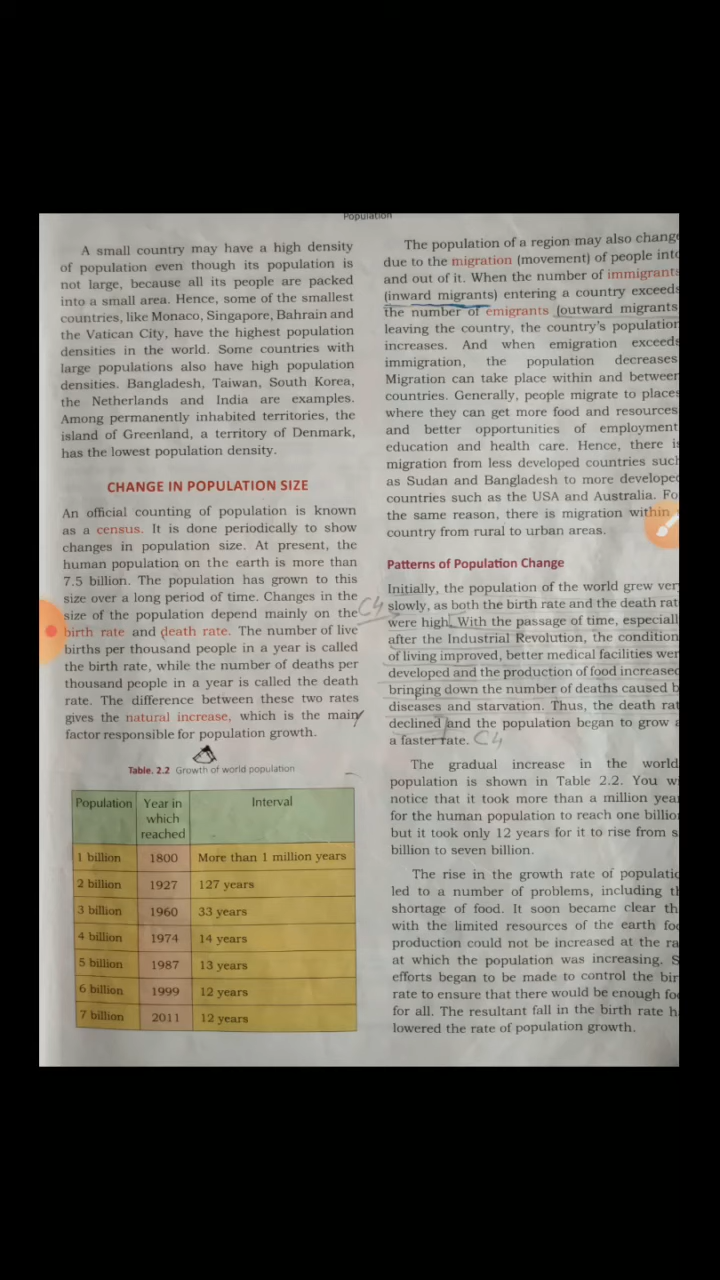 Population
A small country may have a high density
of population even though its population is
not large, because all its people are packed
into a small area. Hence, some of the smallest
countries, like Monaco, Singapore, Bahrain and
the Vatican City, have the highest population
densities in the world. Some countries with
large populations also have high population
densities. Bangladesh, Taiwan, South Korea,
the Netherlands and India are examples.
Among permanently inhabited territories, the
island of Greenland, a territory of Denmark,
has the lowest population density.
CHANGE IN POPULATION SIZE
An official counting of population is known
as a census. It is done periodically to show
changes in population size. At present, the
human population on the earth is more than
7.5 billion. The population has grown to this
size over a long period of time. Changes in the
size of the population depend mainly on the
birth rate and death rate. The number of live
births per thousand people in a year is called
the birth rate, while the number of deaths per
thousand people in a year is called the death
rate. The difference between these two rates
gives the natural increase, which is the main
factor responsible for population growth.
Table. 2.2 Growth of world population
Population Year in which reached Interval
1 billion 1800 More than 1 million years
2 billion 1927 127 years
3 billion 1960 33 years
4 billion 1974 14 years
5 billion 1987 13 years
6 billion 1999 12 years
7 billion 2011 12 years
The population of a region may also change
due to the migration (movement) of people into
and out of it. When the number of immigrants
(inward migrants) entering a country exceeds
the number of emigrants (outward migrants
leaving the country, the country's population
increases. And when emigration exceeds
immigration, the population decreases
Migration can take place within and between
countries. Generally, people migrate to places
where they can get more food and resources
and better opportunities of employment
education and health care. Hence, there is
migration from less developed countries such
as Sudan and Bangladesh to more developed
countries such as the USA and Australia. Fo
the same reason, there is migration within
country from rural to urban areas.
Patterns of Population Change
Initially, the population of the world grew ver
C4 slowly, as both the birth rate and the death rat
were high. With the passage of time, especiall
after the Industrial Revolution, the condition
of living improved, better medical facilities wer
developed and the production of food increased
bringing down the number of deaths caused b
diseases and starvation. Thus, the death rat
declined and the population began to grow a
a faster rate. C4
The gradual increase in the world
population is shown in Table 2.2. You wi
notice that it took more than a million yea
for the human population to reach one billio
but it took only 12 years for it to rise from s
billion to seven billion.
The rise in the growth rate of populatio
led to a number of problems, including th
shortage of food. It soon became clear th
with the limited resources of the earth foo
production could not be increased at the ra
at which the population was increasing. S
efforts began to be made to control the bir
rate to ensure that there would be enough foo
for all. The resultant fall in the birth rate h
lowered the rate of population growth.